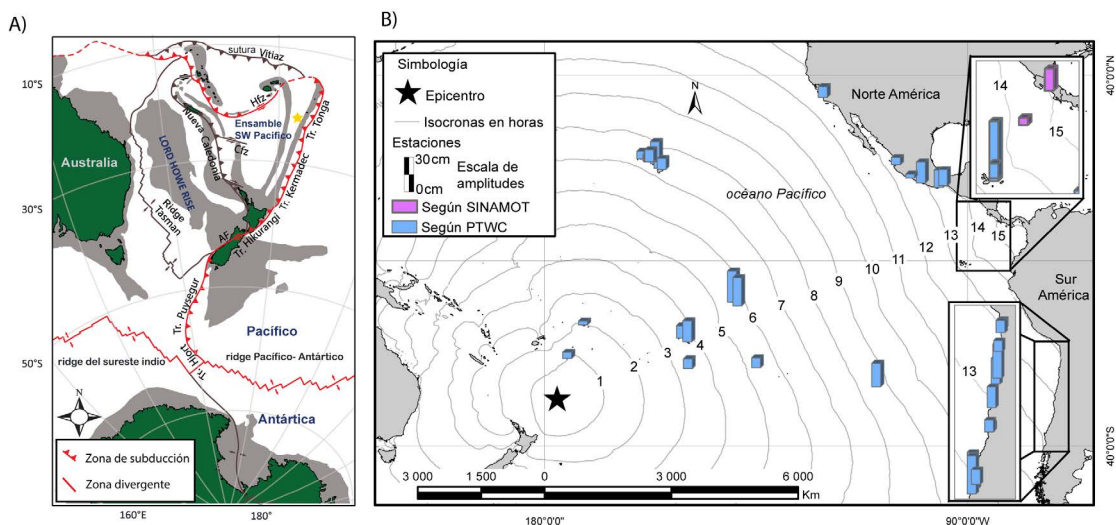 A)
sutura Vitiaz
10°S
Hfz
Ensamble
SW Pacífico
Tr. Tonga
Nueva
Caledonia
Cfz
Australia
LORD HOWE RISE
Tr. Kermadec
30°S
Ridge
Tasman
AF
Tr. Hikurangi
Tr. Puysegur
Pacífico
ridge del sureste indio
ridge Pacífico- Antártico
Tr. Hjort
50°S
N
Antártica
Zona de subducción
Zona divergente
160°E
180°
B)
Simbología
Epicentro
Isocronas en horas
Estaciones
30 cm
0 cm
Escala de
amplitudes
Según SINAMOT
Según PTWC
N
Norte América
océano Pacífico
40°0'0"N
14
15
13
14
15
12
11
10
9
8
7
6
5
4
3
2
1
Sur
América
13
40°0'0"S
3 000
1 500
0
3 000
6 000
Km
180°0'0"
90°0'0"W